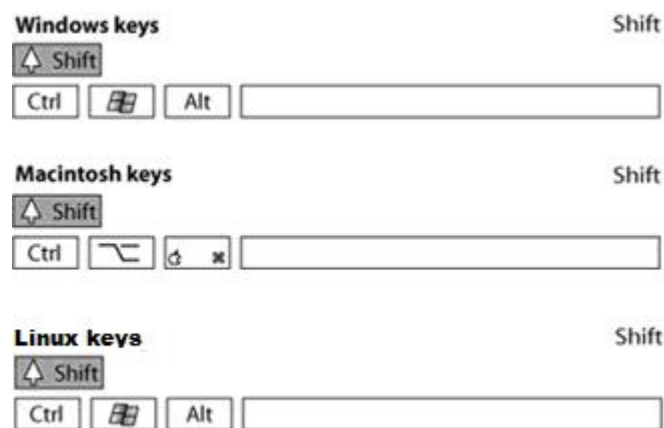 Windows keys Shift
Shift
Ctrl Alt
Macintosh keys Shift
Shift
Ctrl ⌥ ⌘
Linux keys Shift
Shift
Ctrl Alt